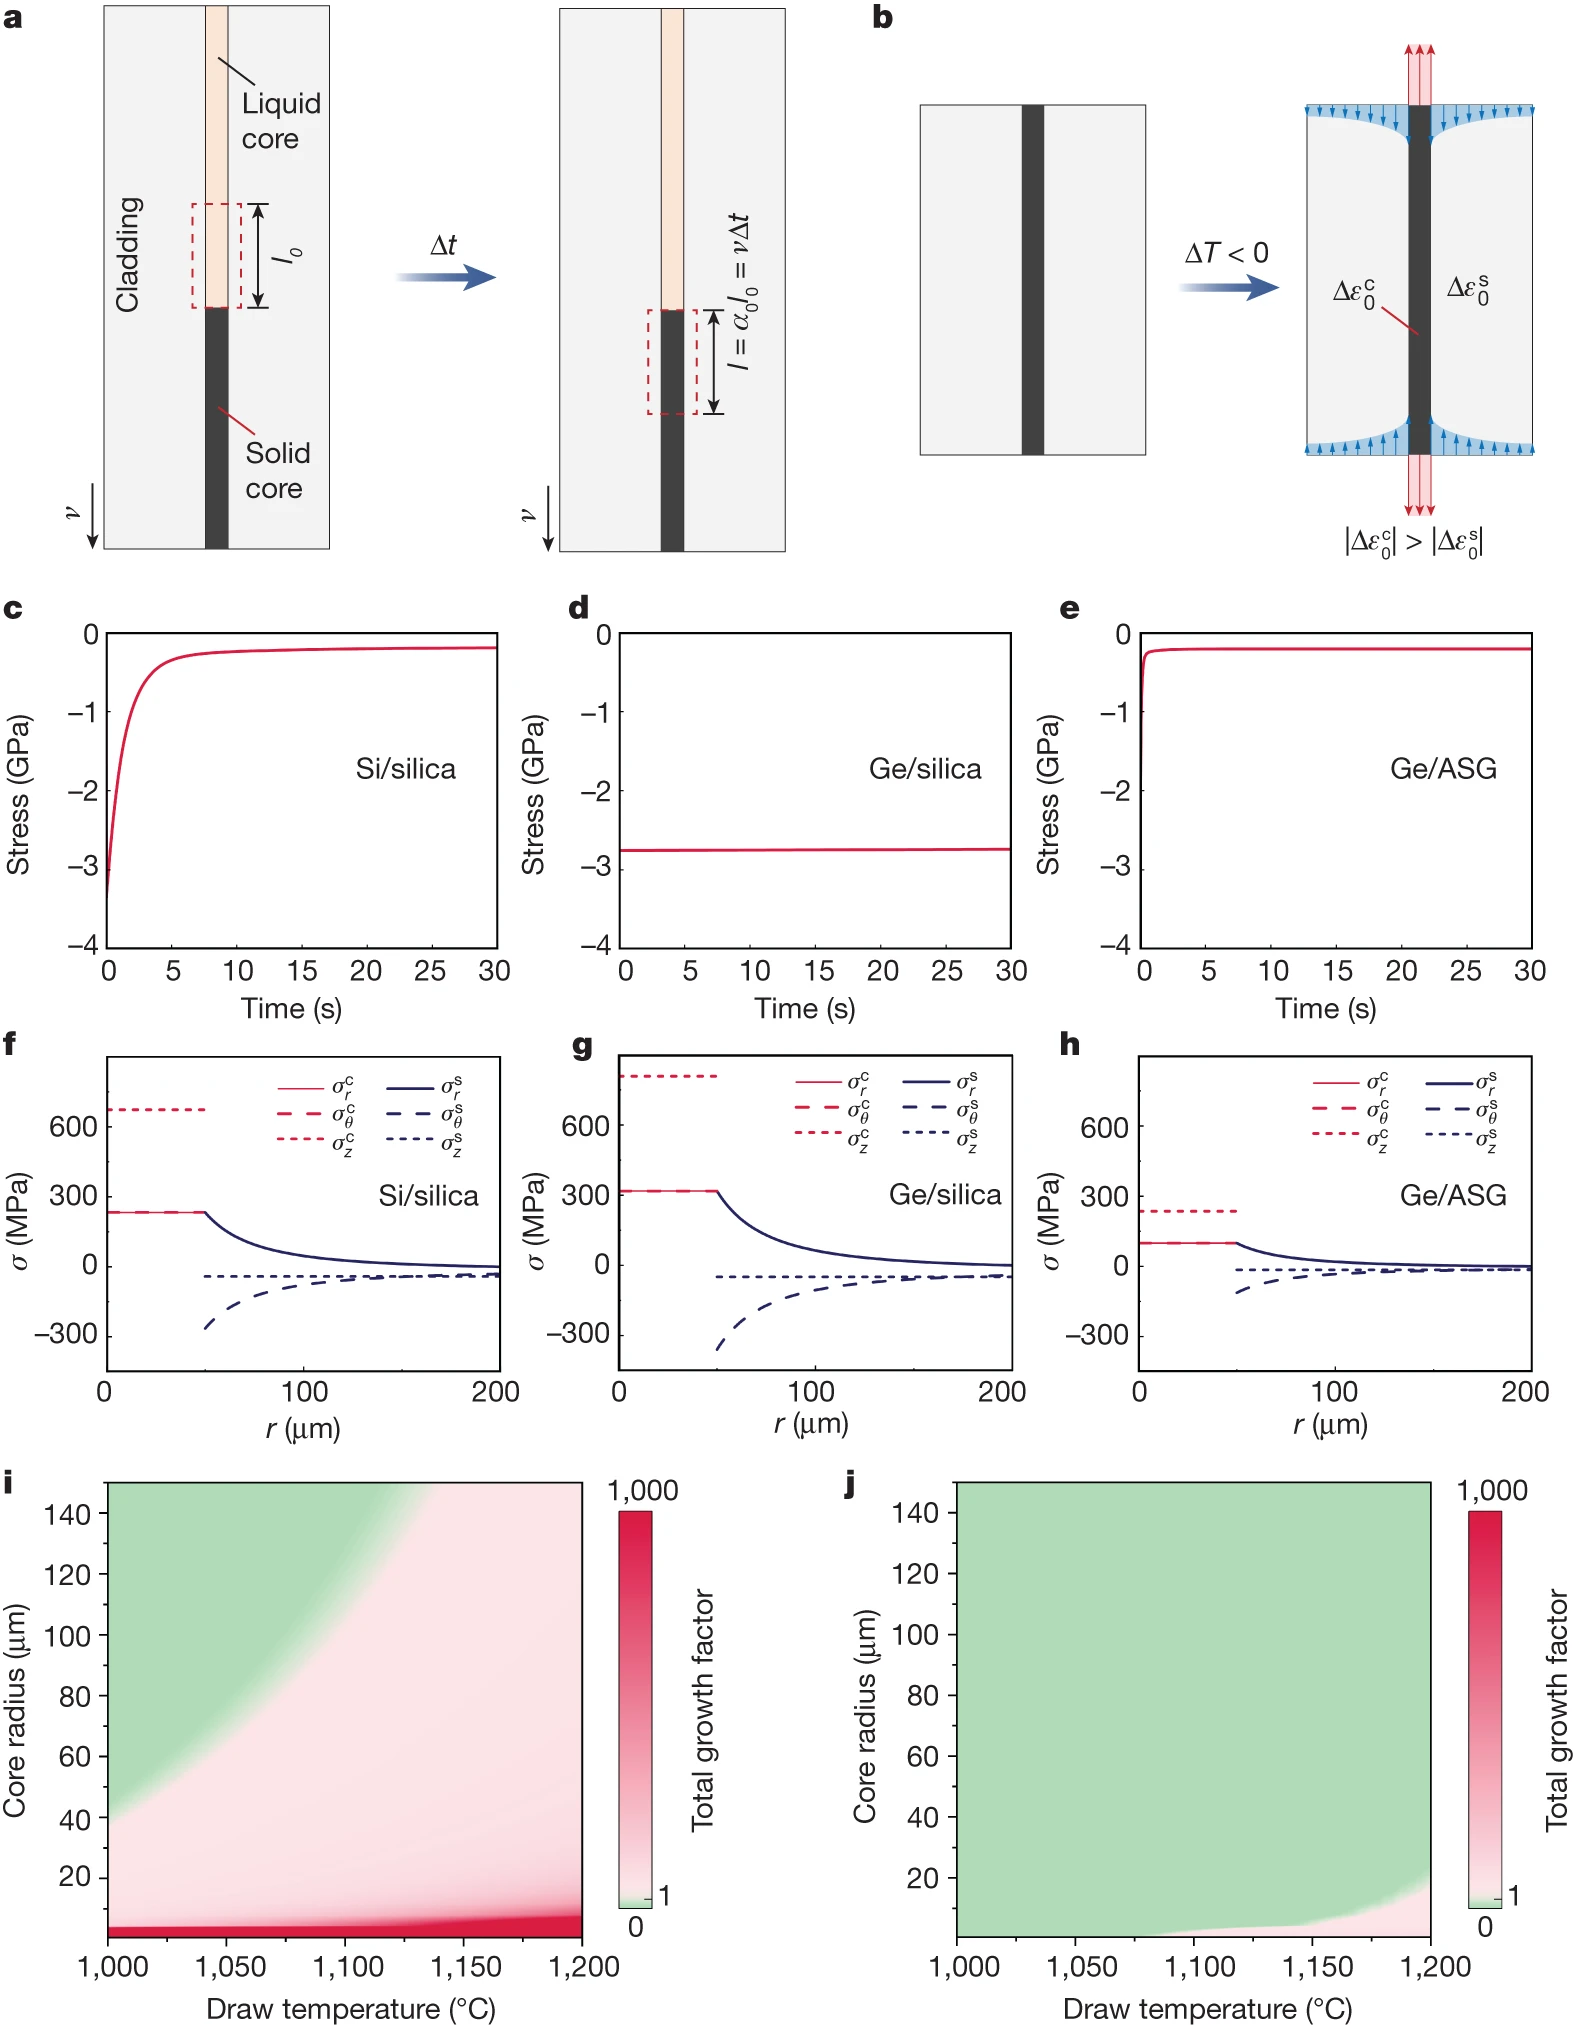 a
Liquid
core
Cladding
l0
Solid
core
ν
Δt
l = α0l0 = νΔt
ν
b
ΔT < 0
Δε0c
Δε0s
|Δε0c| > |Δε0s|
c
0
–1
–2
–3
–4
Stress (GPa)
Si/silica
0 5 10 15 20 25 30
Time (s)
d
0
–1
–2
–3
–4
Stress (GPa)
Ge/silica
0 5 10 15 20 25 30
Time (s)
e
0
–1
–2
–3
–4
Stress (GPa)
Ge/ASG
0 5 10 15 20 25 30
Time (s)
f
σrc σrs
σθc σθs
σzc σzs
600
300
0
–300
σ (MPa)
Si/silica
0 100 200
r (μm)
g
σrc σrs
σθc σθs
σzc σzs
600
300
0
–300
σ (MPa)
Ge/silica
0 100 200
r (μm)
h
σrc σrs
σθc σθs
σzc σzs
600
300
0
–300
σ (MPa)
Ge/ASG
0 100 200
r (μm)
i
140
120
100
80
60
40
20
Core radius (μm)
1,000 1,050 1,100 1,150 1,200
Draw temperature (°C)
1,000
1
0
Total growth factor
j
140
120
100
80
60
40
20
Core radius (μm)
1,000 1,050 1,100 1,150 1,200
Draw temperature (°C)
1,000
1
0
Total growth factor